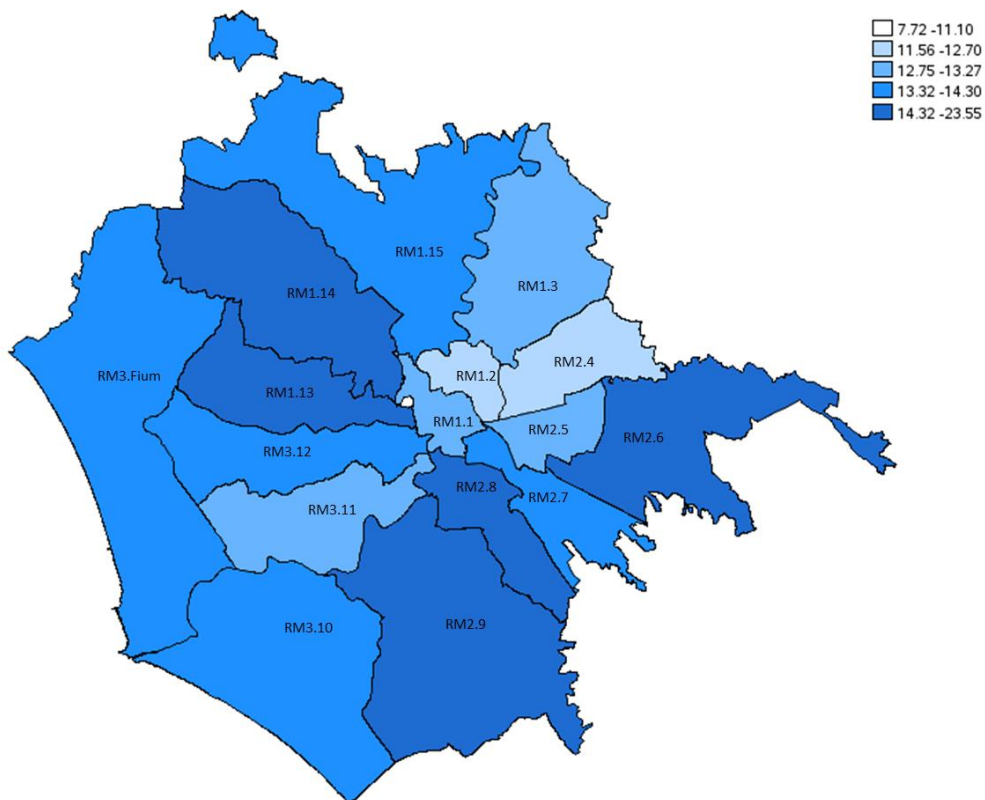 7.72 -11.10
11.56 -12.70
12.75 -13.27
13.32 -14.30
14.32 -23.55
RM1.15
RM1.3
RM1.14
RM3.Fium
RM1.2
RM2.4
RM1.13
RM1.1
RM2.5
RM2.6
RM3.12
RM2.8
RM2.7
RM3.11
RM3.10
RM2.9